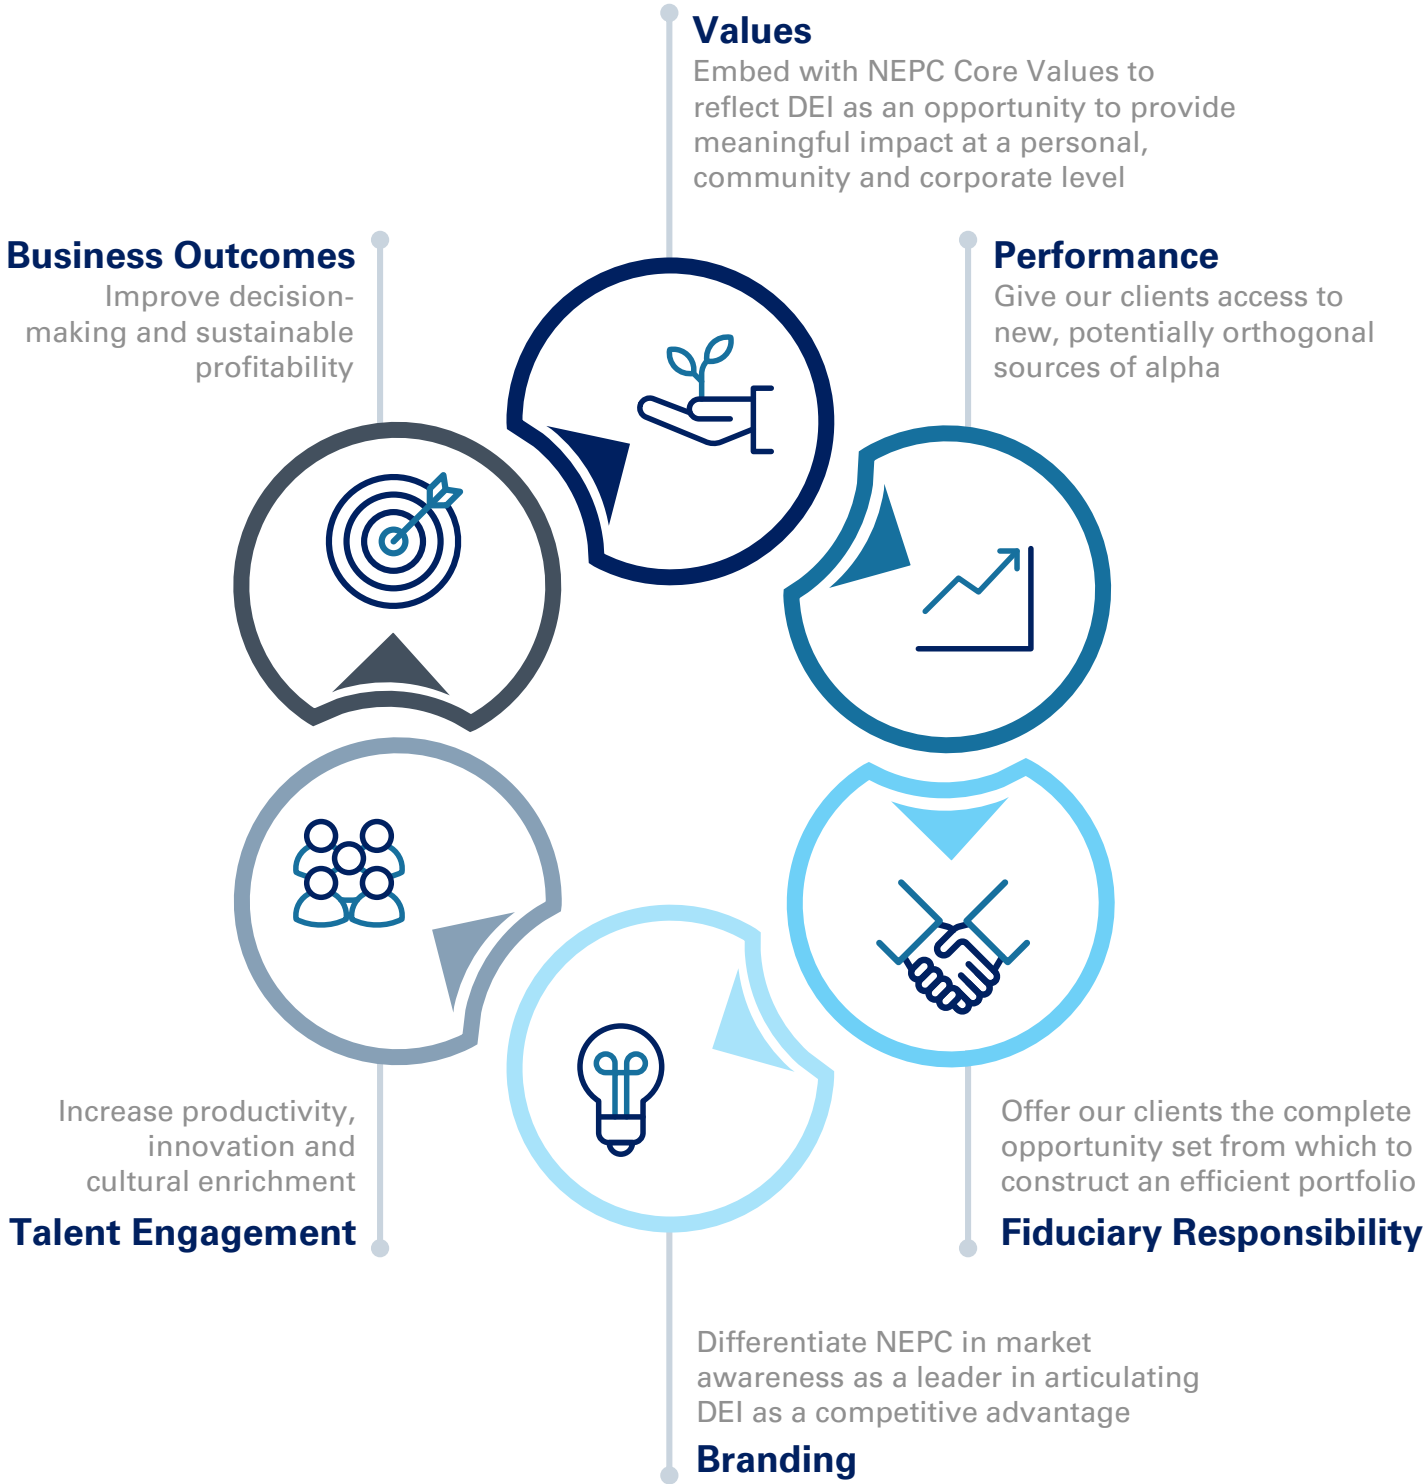 Values
Embed with NEPC Core Values to
reflect DEI as an opportunity to provide
meaningful impact at a personal,
community and corporate level
Business Outcomes
Improve decision-
making and sustainable
profitability
Performance
Give our clients access to
new, potentially orthogonal
sources of alpha
Increase productivity,
innovation and
cultural enrichment
Talent Engagement
Offer our clients the complete
opportunity set from which to
construct an efficient portfolio
Fiduciary Responsibility
Differentiate NEPC in market
awareness as a leader in articulating
DEI as a competitive advantage
Branding